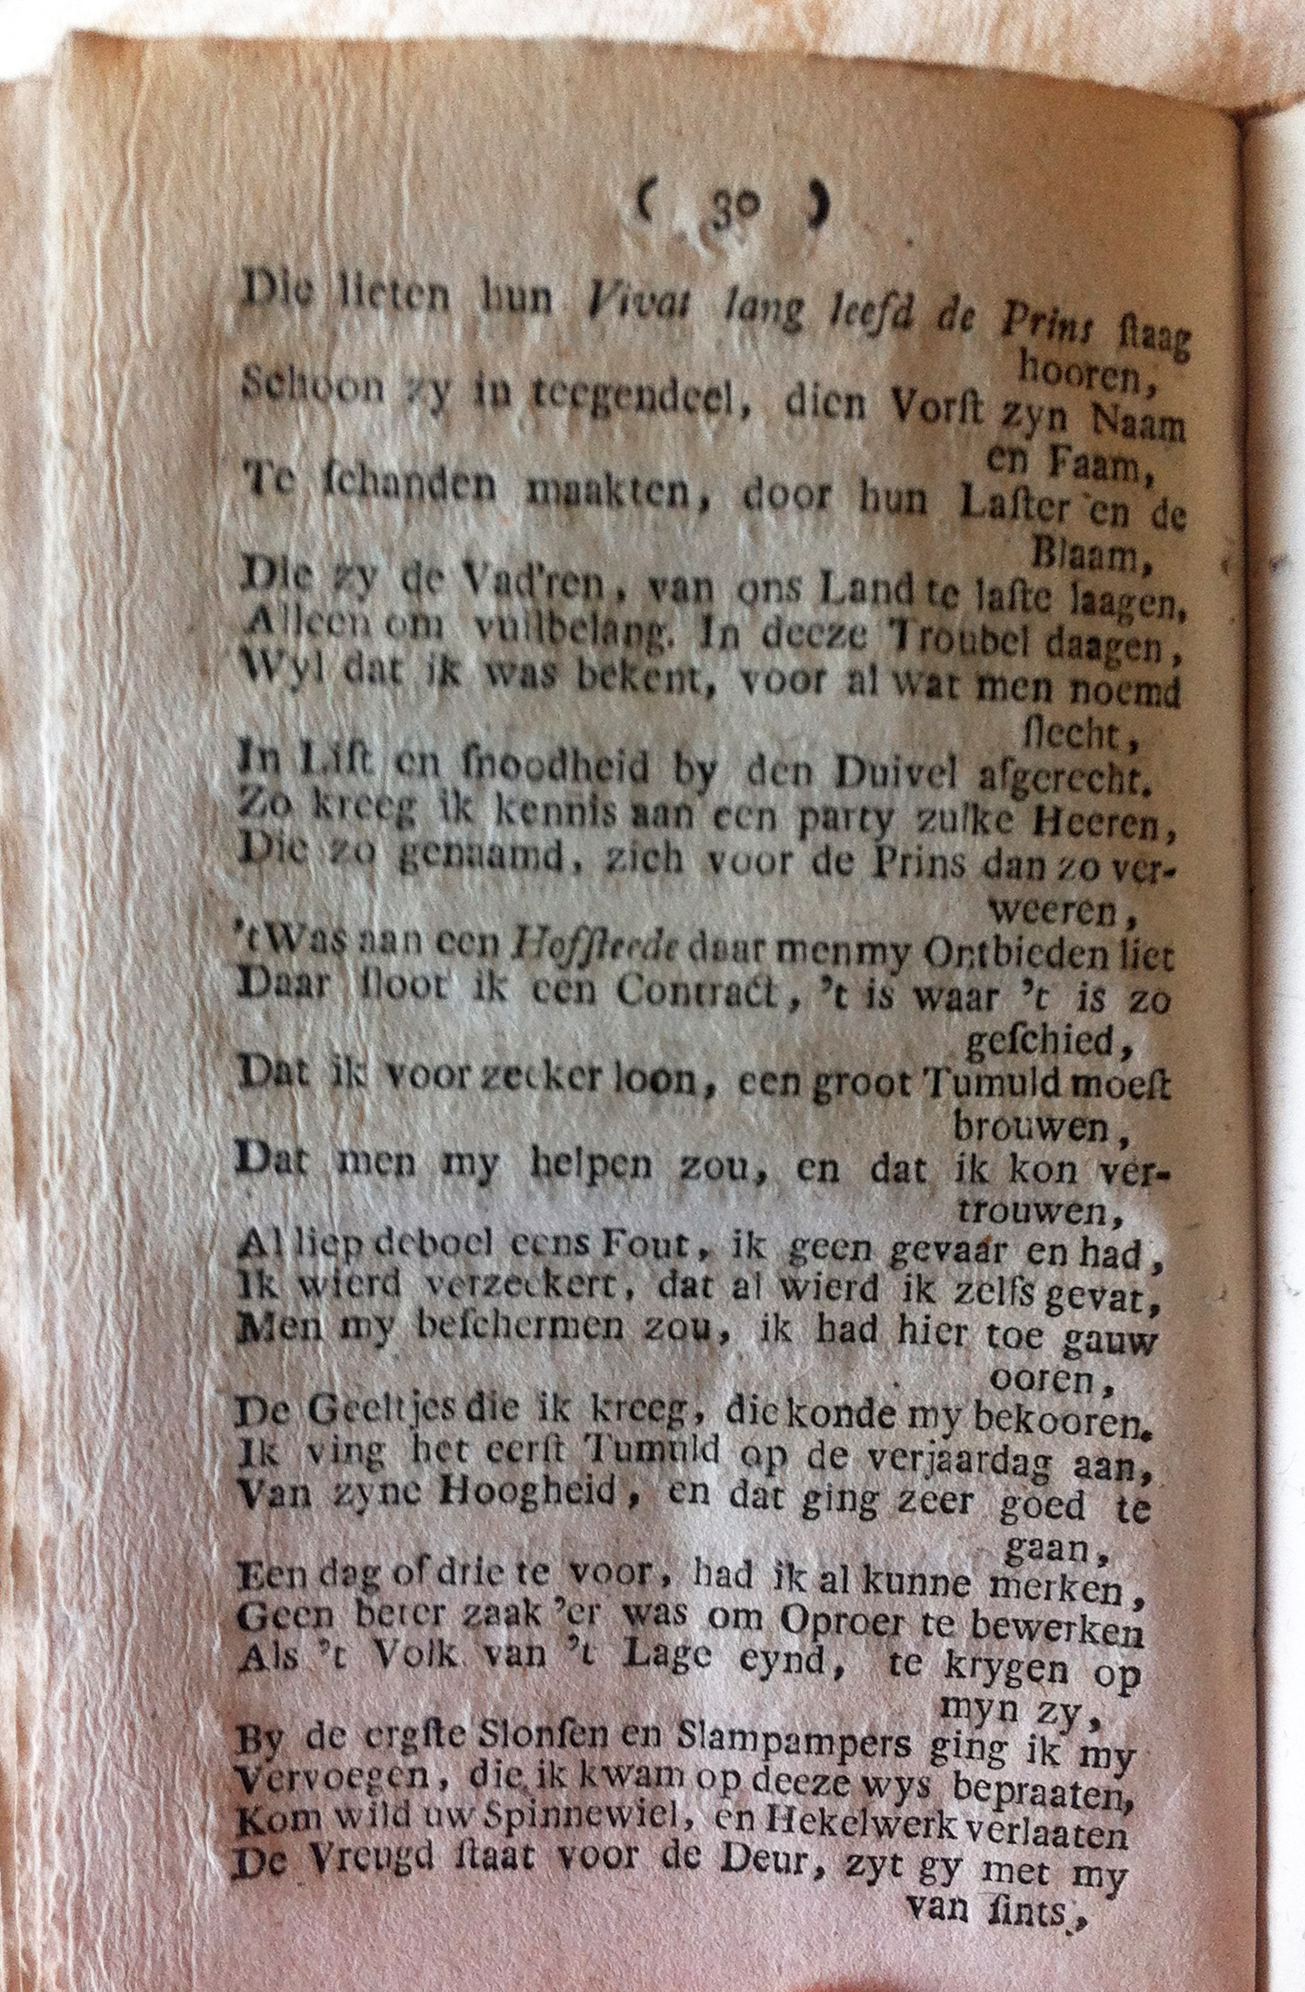 ( 30 )
Die lieten hun Vivat lang leefd de Prins ſtaag
hooren,
Schoon zy in teegendeel, dien Vorſt zyn Naam
en Faam,
Te ſchanden maakten, door hun Laſter en de
Blaam,
Die zy de Vad'ren, van ons Land te laſte laagen,
Alleen om vuilbelang. In deeze Troubel daagen,
Wyl dat ik was bekent, voor al wat men noemd
ſlecht,
In Liſt en ſnoodheid by den Duivel afgerecht.
Zo kreeg ik kennis aan een party zulke Heeren,
Die zo genaamd, zich voor de Prins dan zo ver-
weeren,
't Was aan een Hofſteede daar menmy Ontbieden liet
Daar ſloot ik een Contract, 't is waar 't is zo
geſchied,
Dat ik voor zeeker loon, een groot Tumuld moeſt
brouwen,
Dat men my helpen zou, en dat ik kon ver-
trouwen,
Al liep deboel eens Fout, ik geen gevaar en had,
Ik wierd verzeekert, dat al wierd ik zelfs gevat,
Men my beſchermen zou, ik had hier toe gauw
ooren,
De Geeltjes die ik kreeg, die konde my bekooren.
Ik ving het eerſt Tumuld op de verjaardag aan,
Van zyne Hoogheid, en dat ging zeer goed te
gaan,
Een dag of drie te voor, had ik al kunne merken,
Geen beter zaak 'er was om Oproer te bewerken
Als 't Volk van 't Lage eynd, te krygen op
myn zy,
By de ergſte Slonſen en Slampampers ging ik my
Vervoegen, die ik kwam op deeze wys bepraaten,
Kom wild uw Spinnewiel, en Hekelwerk verlaaten
De Vreugd ſtaat voor de Deur, zyt gy met my
van ſints,